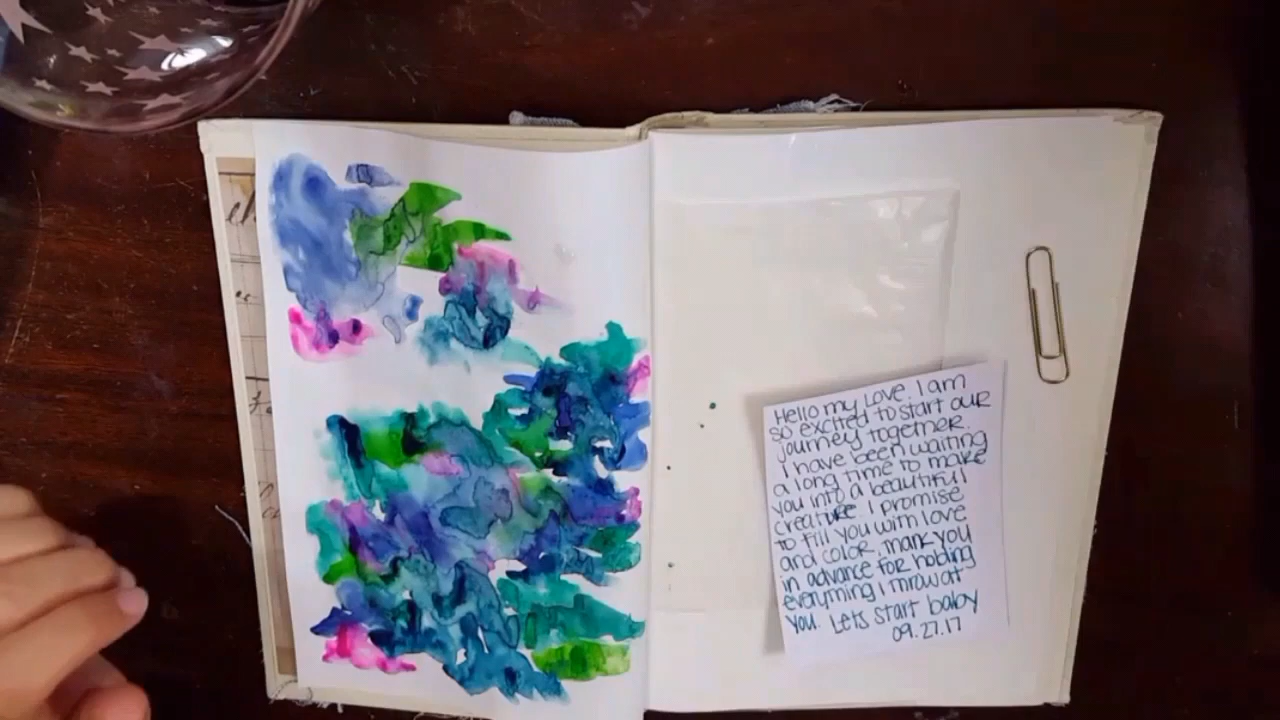 Hello my Love. I am
so excited to start our
journey together.
I have been waiting
a long time to make
you into a beautiful
creature. I promise
to fill you with love
and color. Thank you
in advance for holding
everything I throw at
you. Lets start baby
09.27.17